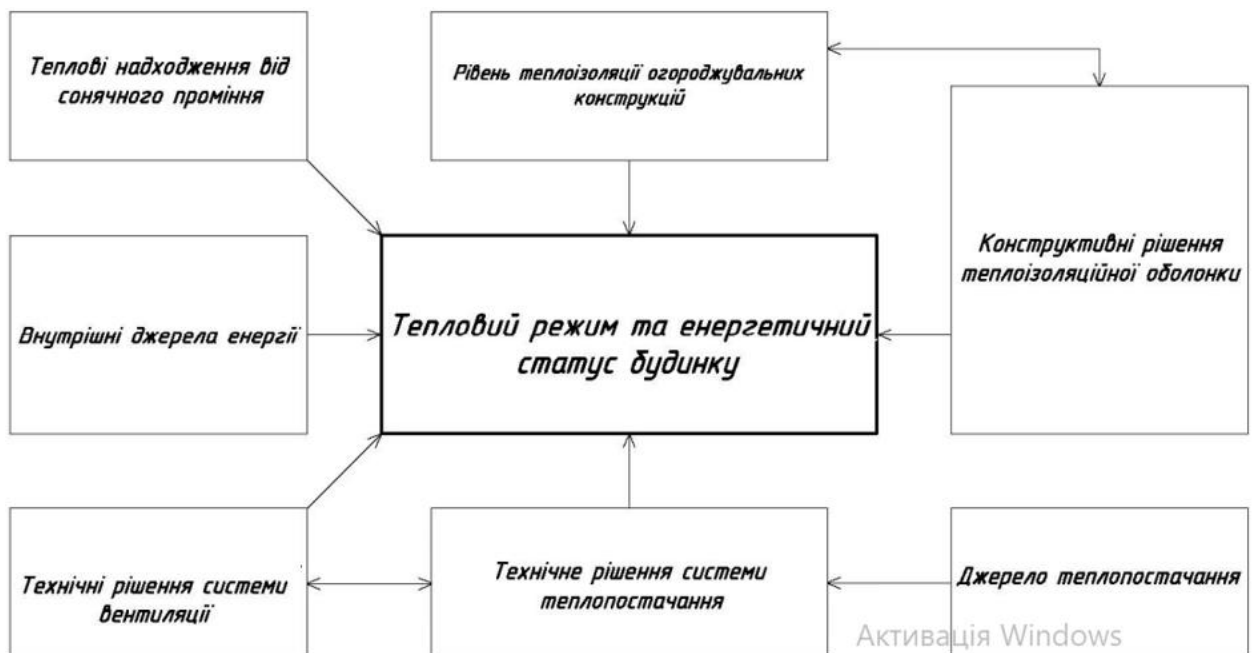 Теплові надходження від
сонячного проміння
Рівень теплоізоляції огороджувальних
конструкцій
Конструктивні рішення
теплоізоляційної оболонки
Внутрішні джерела енергії
Тепловий режим та енергетичний
статус будинку
Технічні рішення системи
вентиляції
Технічне рішення системи
теплопостачання
Джерело теплопостачання
Активація Windows